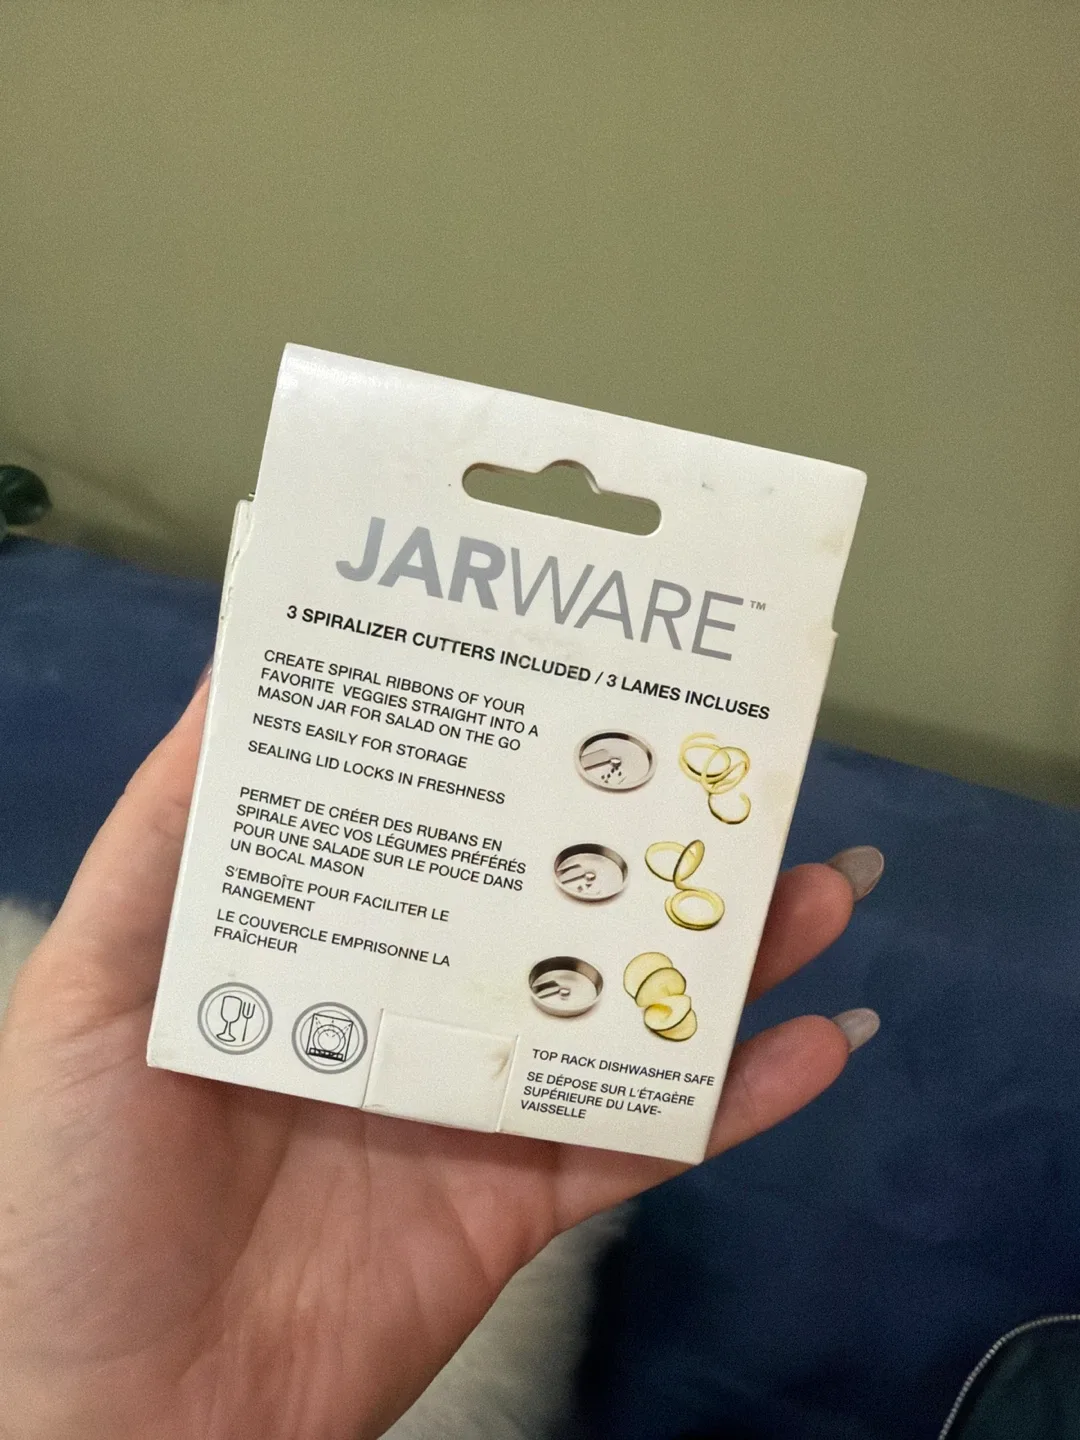 JARWARE™
3 SPIRALIZER CUTTERS INCLUDED / 3 LAMES INCLUSES
CREATE SPIRAL RIBBONS OF YOUR
FAVORITE VEGGIES STRAIGHT INTO A
MASON JAR FOR SALAD ON THE GO
NESTS EASILY FOR STORAGE
SEALING LID LOCKS IN FRESHNESS
PERMET DE CRÉER DES RUBANS EN
SPIRALE AVEC VOS LÉGUMES PRÉFÉRÉS
POUR UNE SALADE SUR LE POUCE DANS
UN BOCAL MASON
S'EMBOÎTE POUR FACILITER LE
RANGEMENT
LE COUVERCLE EMPRISONNE LA
FRAÎCHEUR
TOP RACK DISHWASHER SAFE
SE DÉPOSE SUR L'ÉTAGÈRE
SUPÉRIEURE DU LAVE-
VAISSELLE